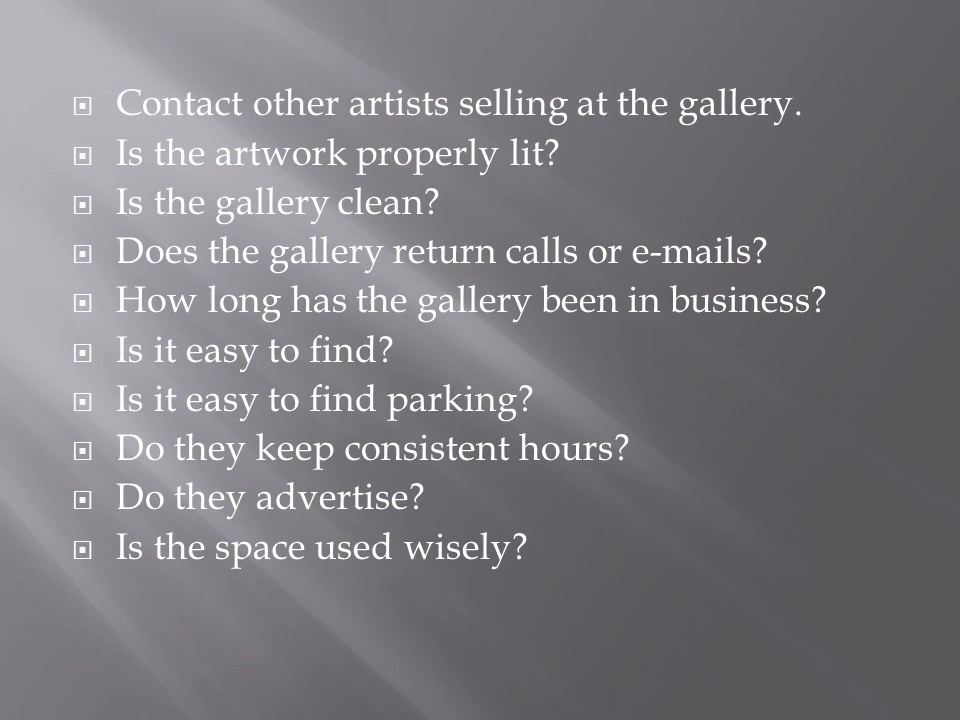 Contact other artists selling at the gallery.
Is the artwork properly lit?
Is the gallery clean?
Does the gallery return calls or e-mails?
How long has the gallery been in business?
Is it easy to find?
Is it easy to find parking?
Do they keep consistent hours?
Do they advertise?
Is the space used wisely?